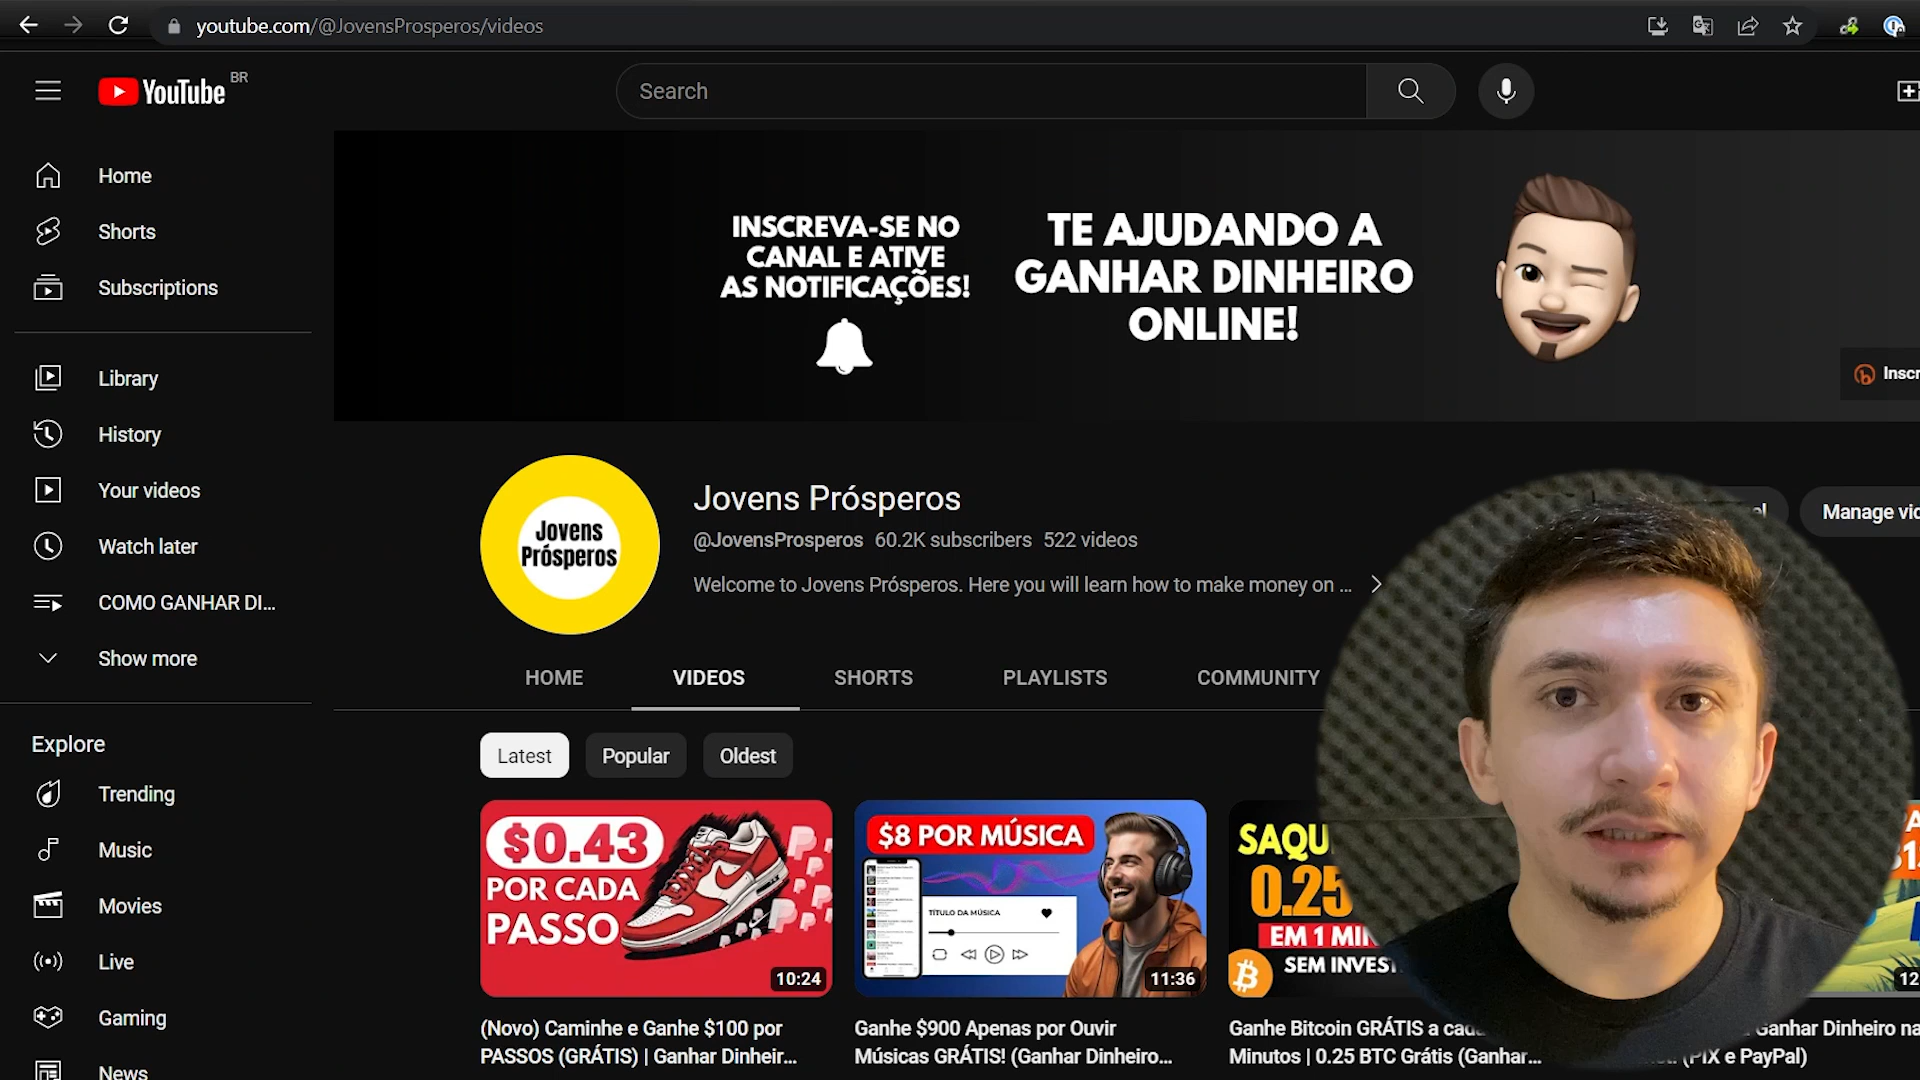 youtube.com/@JovensProsperos/videos
YouTube BR
Search
Home
Shorts
Subscriptions
Library
History
Your videos
Watch later
COMO GANHAR DI...
Show more
Explore
Trending
Music
Movies
Live
Gaming
News
INSCREVA-SE NO
CANAL E ATIVE
AS NOTIFICAÇÕES!
TE AJUDANDO A
GANHAR DINHEIRO
ONLINE!
Inscr
Jovens
Prósperos
Jovens Prósperos
@JovensProsperos 60.2K subscribers 522 videos
Welcome to Jovens Prósperos. Here you will learn how to make money on ...
Manage vid
HOME
VIDEOS
SHORTS
PLAYLISTS
COMMUNITY
Latest
Popular
Oldest
$0.43
POR CADA
PASSO
10:24
(Novo) Caminhe e Ganhe $100 por
PASSOS (GRÁTIS) | Ganhar Dinheir...
$8 POR MÚSICA
TÍTULO DA MÚSICA
11:36
Ganhe $900 Apenas por Ouvir
Músicas GRÁTIS! (Ganhar Dinheiro...
SAQU
0.25
EM 1 MIN
SEM INVEST
Ganhe Bitcoin GRÁTIS a cada
Minutos | 0.25 BTC Grátis (Ganhar...
12
Ganhar Dinheiro na
(PIX e PayPal)